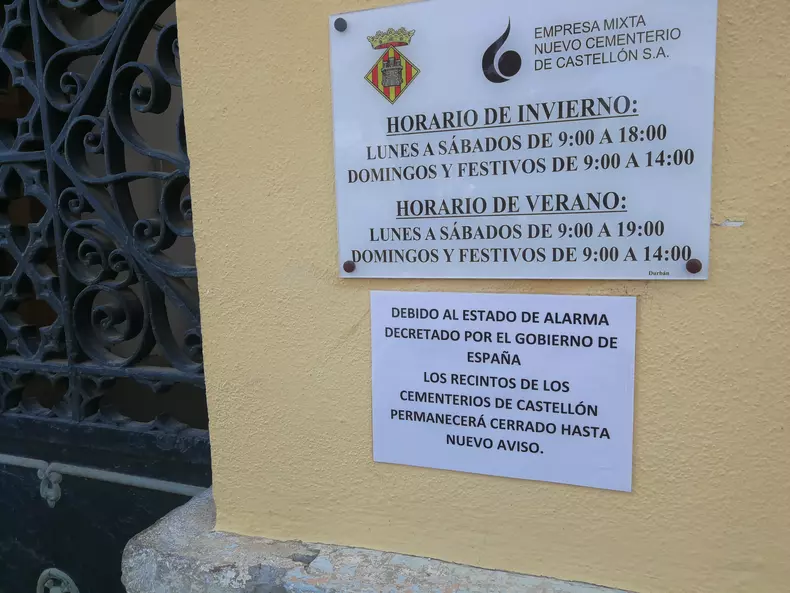 EMPRESA MIXTA
NUEVO CEMENTERIO
DE CASTELLÓN S.A.
HORARIO DE INVIERNO:
LUNES A SÁBADOS DE 9:00 A 18:00
DOMINGOS Y FESTIVOS DE 9:00 A 14:00
HORARIO DE VERANO:
LUNES A SÁBADOS DE 9:00 A 19:00
DOMINGOS Y FESTIVOS DE 9:00 A 14:00
Durbán
DEBIDO AL ESTADO DE ALARMA
DECRETADO POR EL GOBIERNO DE
ESPAÑA
LOS RECINTOS DE LOS
CEMENTERIOS DE CASTELLÓN
PERMANECERÁ CERRADO HASTA
NUEVO AVISO.